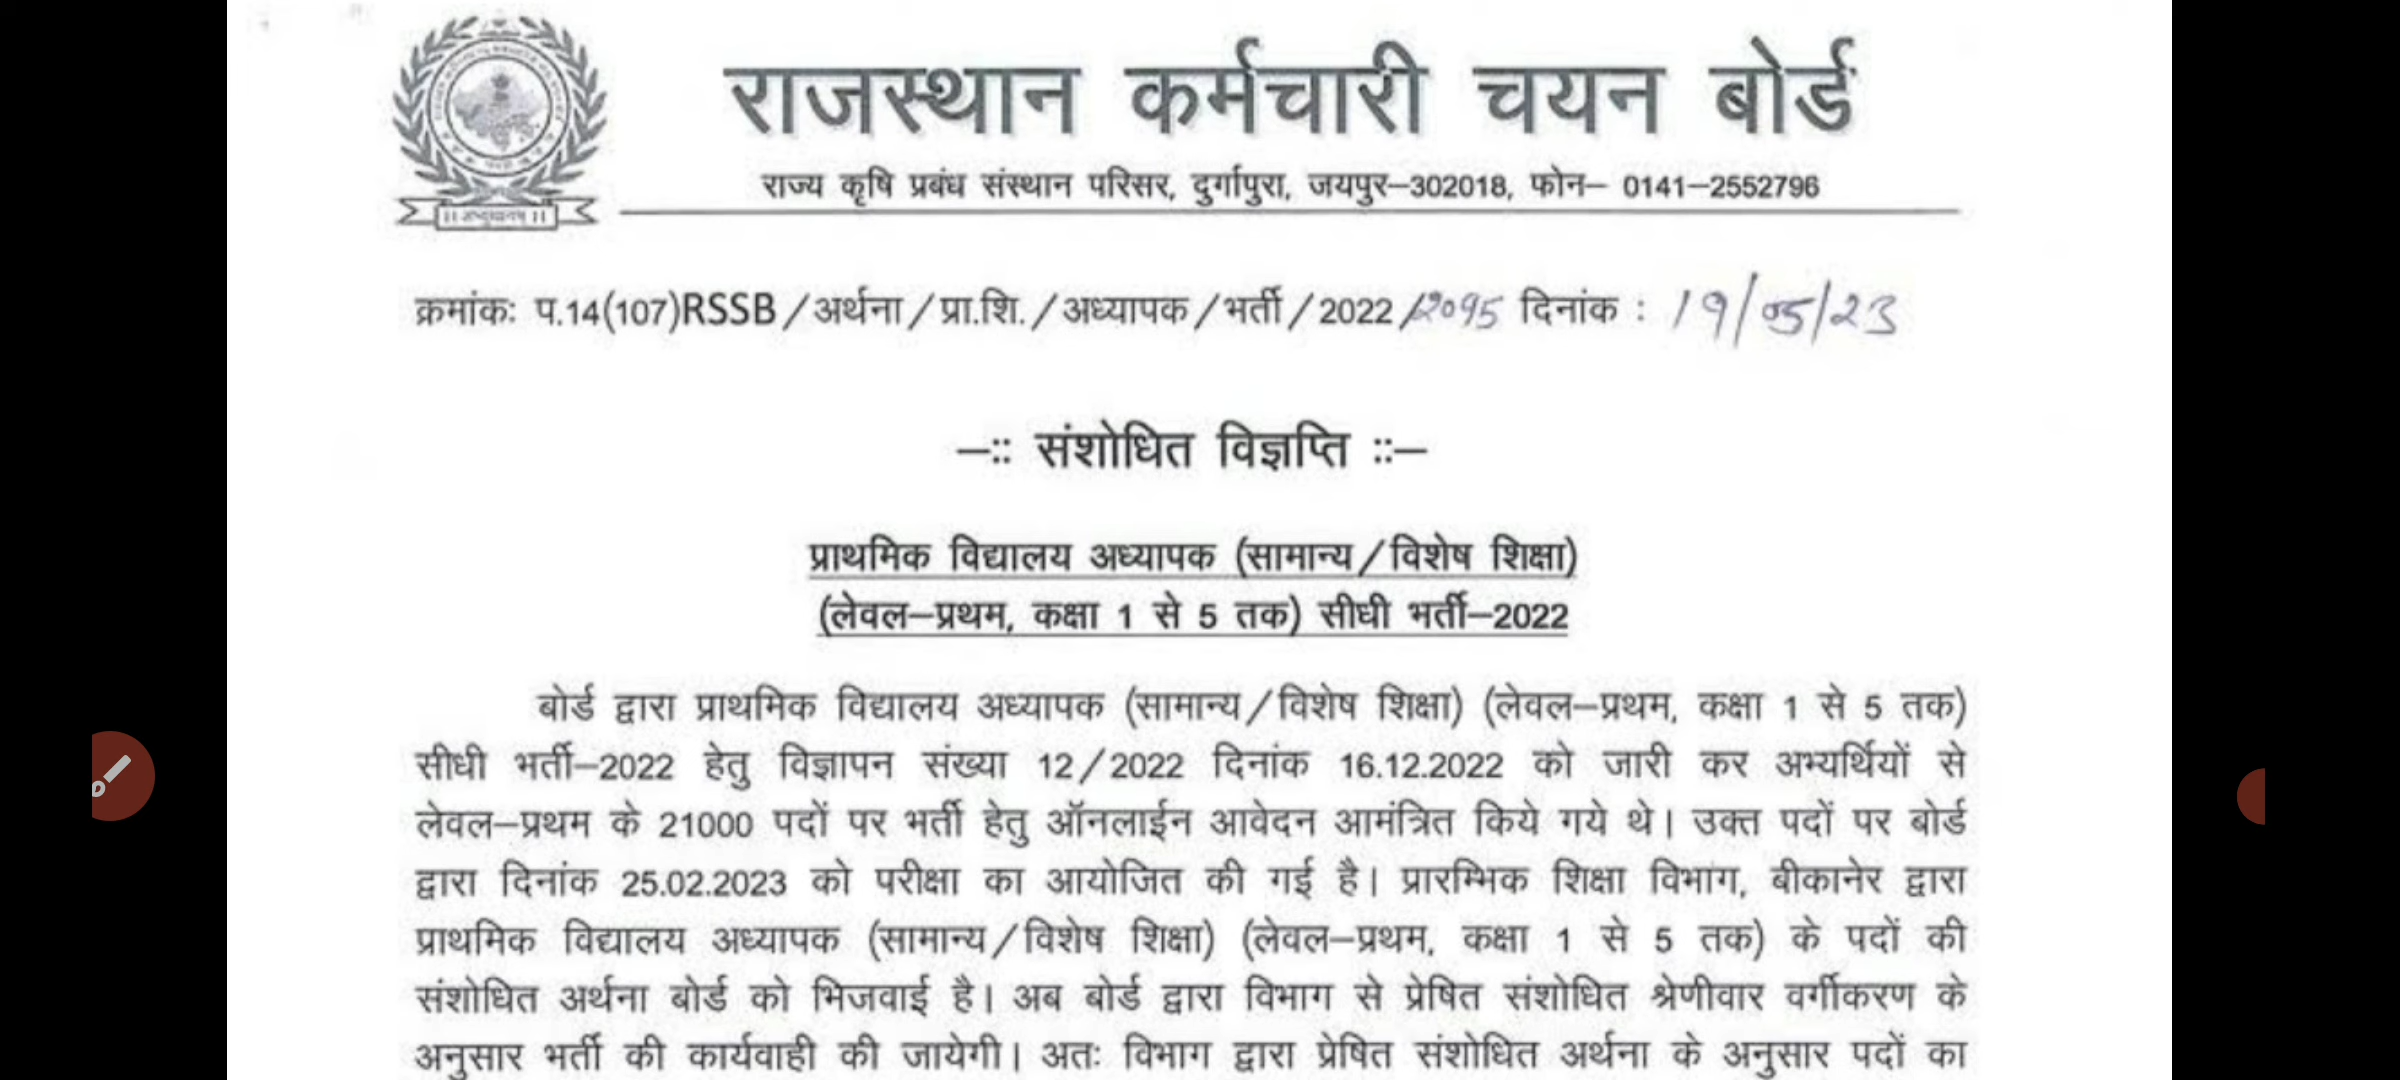 राजस्थान कर्मचारी चयन बोर्ड
राज्य कृषि प्रबंध संस्थान परिसर, दुर्गापुरा, जयपुर–302018, फोन– 0141–2552796
क्रमांकः प.14(107)RSSB/अर्थना/प्रा.शि./अध्यापक/भर्ती/2022/2095 दिनांक : 19/05/23
–:: संशोधित विज्ञप्ति ::–
प्राथमिक विद्यालय अध्यापक (सामान्य/विशेष शिक्षा)
(लेवल–प्रथम, कक्षा 1 से 5 तक) सीधी भर्ती–2022
बोर्ड द्वारा प्राथमिक विद्यालय अध्यापक (सामान्य/विशेष शिक्षा) (लेवल–प्रथम, कक्षा 1 से 5 तक)
सीधी भर्ती–2022 हेतु विज्ञापन संख्या 12/2022 दिनांक 16.12.2022 को जारी कर अभ्यर्थियों से
लेवल–प्रथम के 21000 पदों पर भर्ती हेतु ऑनलाईन आवेदन आमंत्रित किये गये थे। उक्त पदों पर बोर्ड
द्वारा दिनांक 25.02.2023 को परीक्षा का आयोजित की गई है। प्रारम्भिक शिक्षा विभाग, बीकानेर द्वारा
प्राथमिक विद्यालय अध्यापक (सामान्य/विशेष शिक्षा) (लेवल–प्रथम, कक्षा 1 से 5 तक) के पदों की
संशोधित अर्थना बोर्ड को भिजवाई है। अब बोर्ड द्वारा विभाग से प्रेषित संशोधित श्रेणीवार वर्गीकरण के
अनुसार भर्ती की कार्यवाही की जायेगी। अतः विभाग द्वारा प्रेषित संशोधित अर्थना के अनुसार पदों का